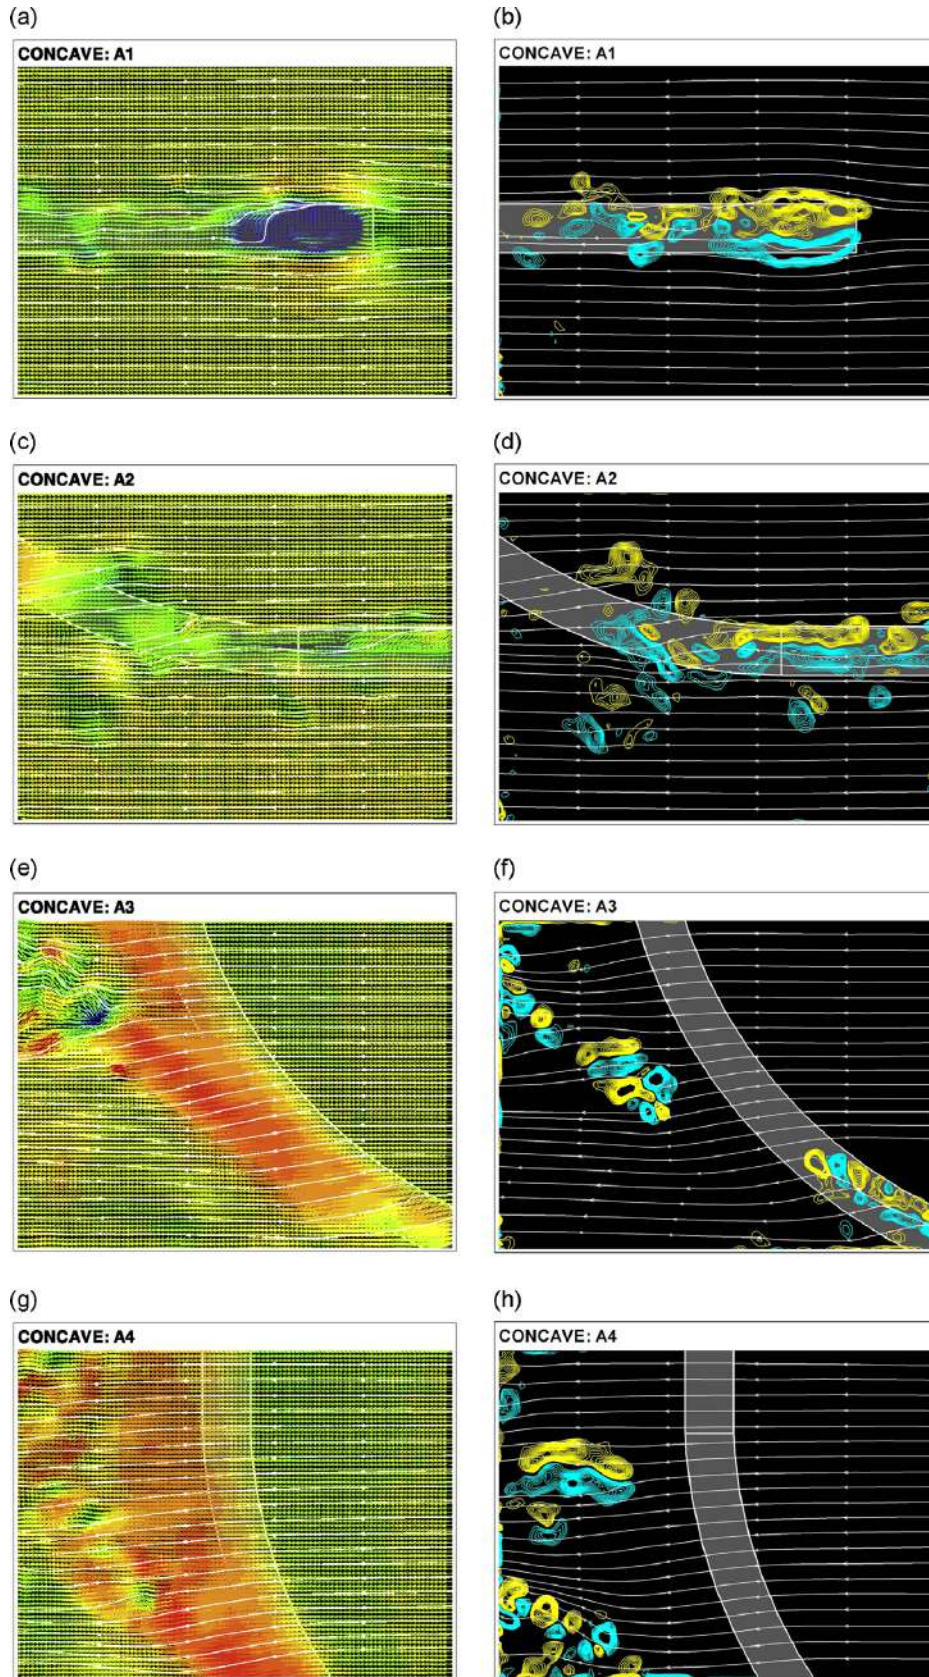 (a)
(b)
CONCAVE: A1
CONCAVE: A1
(c)
(d)
CONCAVE: A2
CONCAVE: A2
(e)
(f)
CONCAVE: A3
CONCAVE: A3
(g)
(h)
CONCAVE: A4
CONCAVE: A4